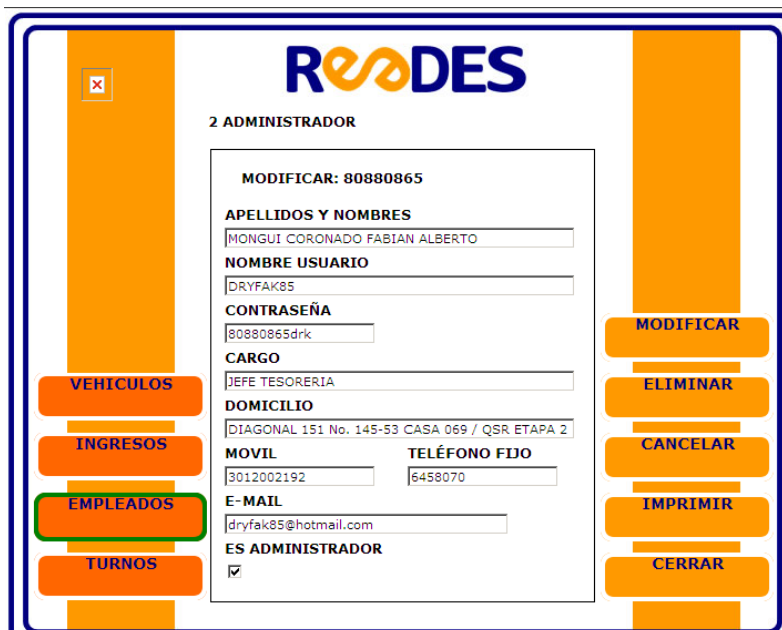 ReeDES
2 ADMINISTRADOR
MODIFICAR: 80880865
APELLIDOS Y NOMBRES
MONGUI CORONADO FABIAN ALBERTO
NOMBRE USUARIO
DRYFAK85
CONTRASEÑA
80880865drk
CARGO
JEFE TESORERIA
DOMICILIO
DIAGONAL 151 No. 145-53 CASA 069 / QSR ETAPA 2
MOVIL TELÉFONO FIJO
3012002192 6458070
E-MAIL
dryfak85@hotmail.com
ES ADMINISTRADOR
VEHICULOS
INGRESOS
EMPLEADOS
TURNOS
MODIFICAR
ELIMINAR
CANCELAR
IMPRIMIR
CERRAR